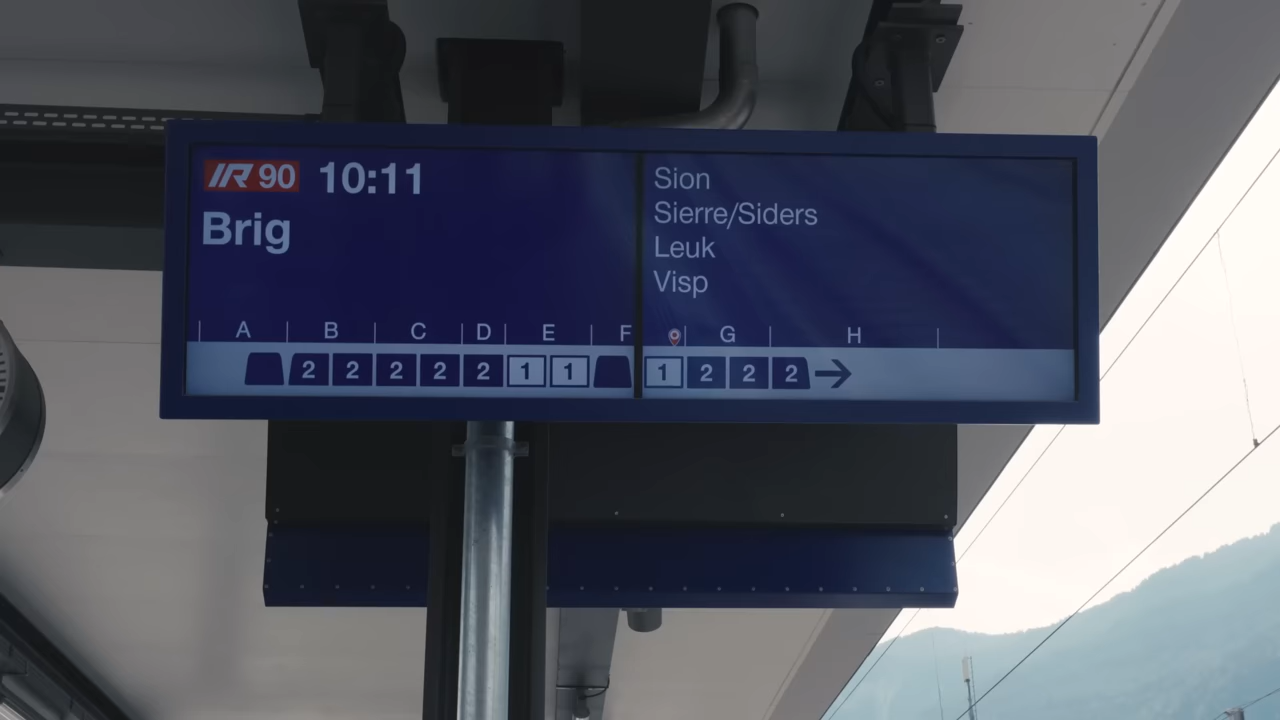 IR 90 10:11
Brig
Sion
Sierre/Siders
Leuk
Visp
A B C D E F G H
2 2 2 2 2 1 1 1 2 2 2 →